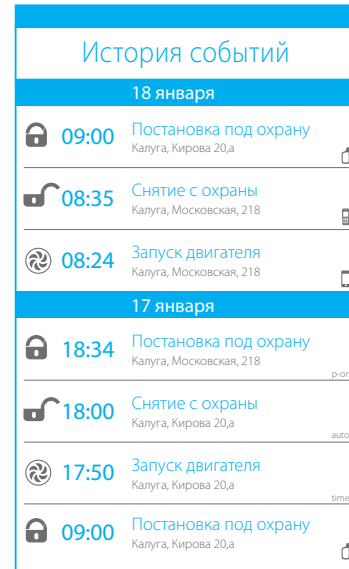 История событий
18 января
09:00 Постановка под охрану
Калуга, Кирова 20,а
08:35 Снятие с охраны
Калуга, Московская, 218
08:24 Запуск двигателя
Калуга, Московская, 218
17 января
18:34 Постановка под охрану
Калуга, Московская, 218
p-on
18:00 Снятие с охраны
Калуга, Кирова 20,а
auto
17:50 Запуск двигателя
Калуга, Кирова 20,а
time
09:00 Постановка под охрану
Калуга, Кирова 20,а